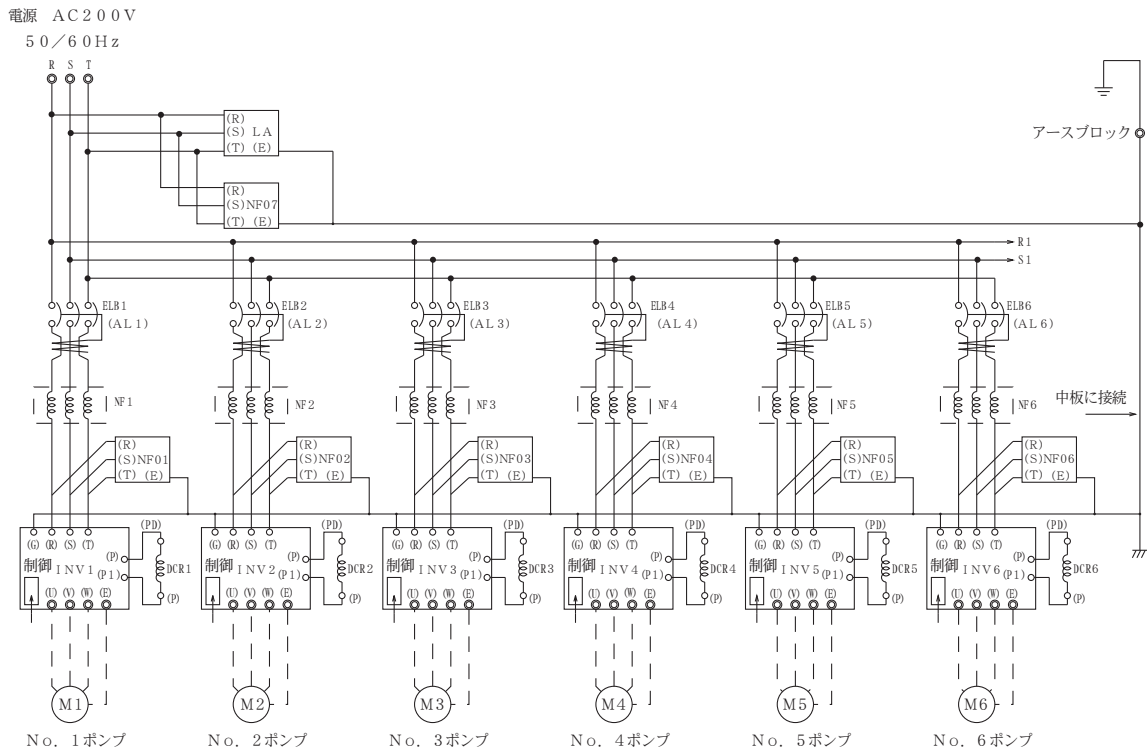 電源 AC200V
50/60Hz
R S T
(R)
(S) LA
(T) (E)
アースブロック
(R)
(S)NF07
(T) (E)
R1
S1
ELB1 ELB2 ELB3 ELB4 ELB5 ELB6
(AL1) (AL2) (AL3) (AL4) (AL5) (AL6)
NF1 NF2 NF3 NF4 NF5 NF6
中板に接続
(R) (R) (R) (R) (R) (R)
(S)NF01 (S)NF02 (S)NF03 (S)NF04 (S)NF05 (S)NF06
(T) (E) (T) (E) (T) (E) (T) (E) (T) (E) (T) (E)
(PD) (PD) (PD) (PD) (PD) (PD)
(G) (R) (S) (T) (G) (R) (S) (T) (G) (R) (S) (T) (G) (R) (S) (T) (G) (R) (S) (T) (G) (R) (S) (T)
(P) (P) (P) (P) (P) (P)
制御 INV1 (P1) DCR1 制御 INV2 (P1) DCR2 制御 INV3 (P1) DCR3 制御 INV4 (P1) DCR4 制御 INV5 (P1) DCR5 制御 INV6 (P1) DCR6
(U) (V) (W) (E) (P) (U) (V) (W) (E) (P) (U) (V) (W) (E) (P) (U) (V) (W) (E) (P) (U) (V) (W) (E) (P) (U) (V) (W) (E) (P)
M1 M2 M3 M4 M5 M6
No. 1ポンプ No. 2ポンプ No. 3ポンプ No. 4ポンプ No. 5ポンプ No. 6ポンプ